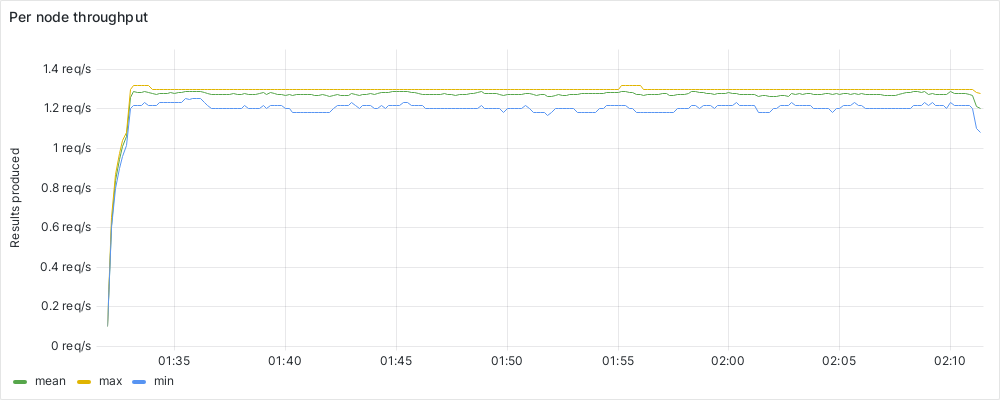 Per node throughput
Results produced
1.4 req/s
1.2 req/s
1 req/s
0.8 req/s
0.6 req/s
0.4 req/s
0.2 req/s
0 req/s
01:35 01:40 01:45 01:50 01:55 02:00 02:05 02:10
mean max min